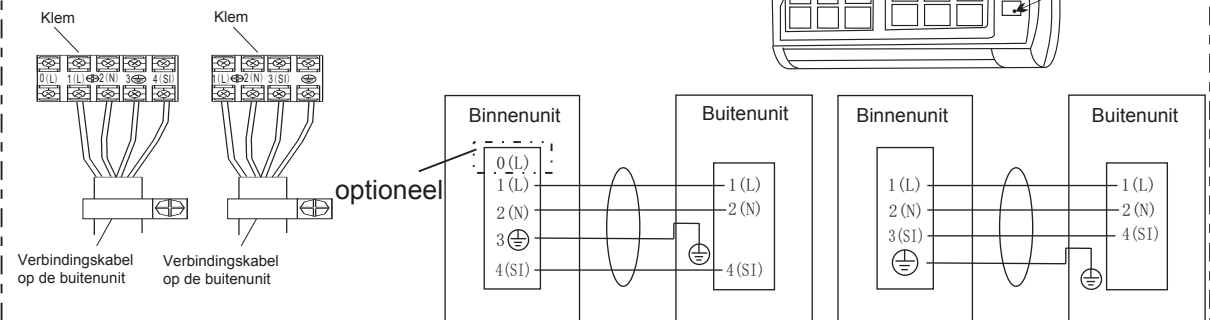 Klem
Klem
0(L) 1(L) 2(N) 3 4(SI)
1(L) 2(N) 3(SI)
Verbindingskabel
op de buitenunit
Verbindingskabel
op de buitenunit
optioneel
Binnenunit
0(L)
1(L)
2(N)
3
4(SI)
Buitenunit
1(L)
2(N)
4(SI)
Binnenunit
1(L)
2(N)
3(SI)
Buitenunit
1(L)
2(N)
4(SI)